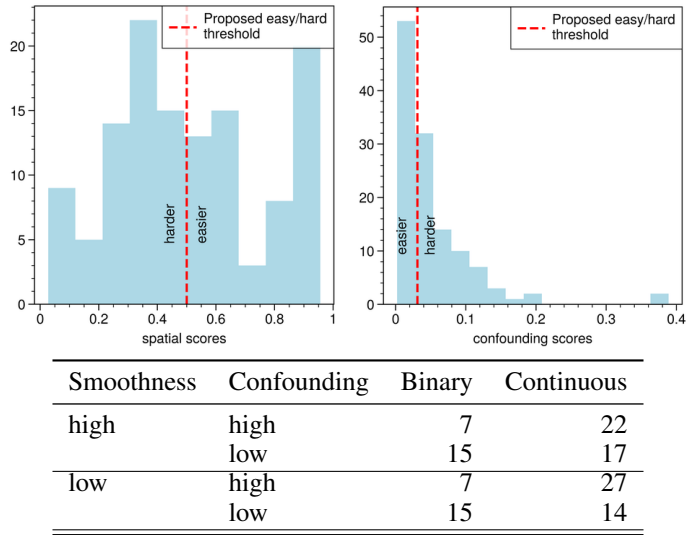 Proposed easy/hard
threshold
20
15
10
5
0
harder
easier
0
0.2
0.4
0.6
0.8
1
spatial scores
Proposed easy/hard
threshold
50
40
30
20
10
0
easier
harder
0
0.1
0.2
0.3
0.4
confounding scores
Smoothness Confounding Binary Continuous
high high 7 22
low 15 17
low high 7 27
low 15 14